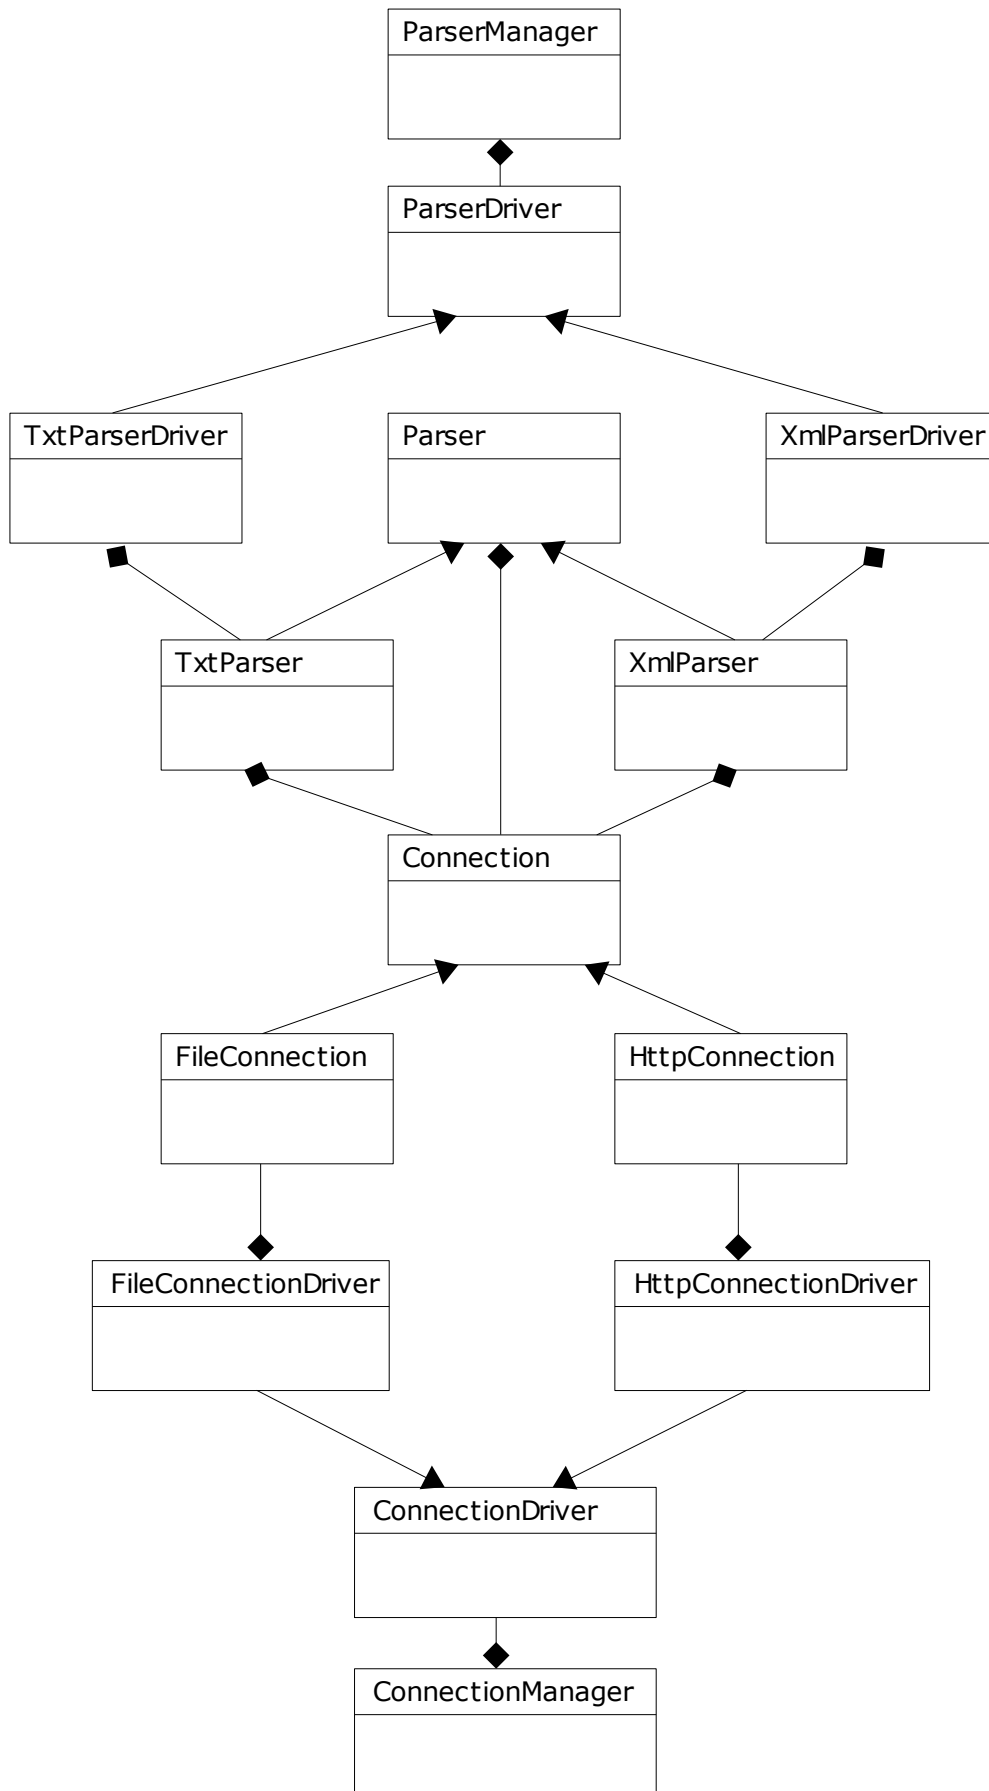 ParserManager
ParserDriver
TxtParserDriver
Parser
XmlParserDriver
TxtParser
XmlParser
Connection
FileConnection
HttpConnection
FileConnectionDriver
HttpConnectionDriver
ConnectionDriver
ConnectionManager